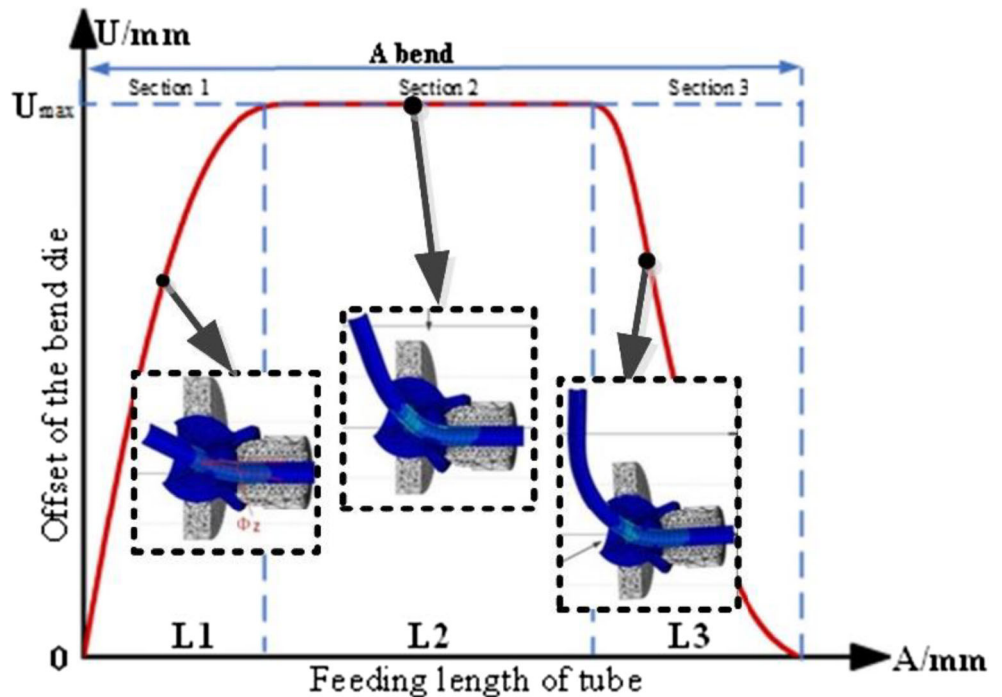 U/mm
A bend
Section 1
Section 2
Section 3
Umax
Offset of the bend die
Φz
L1
L2
L3
0
A/mm
Feeding length of tube